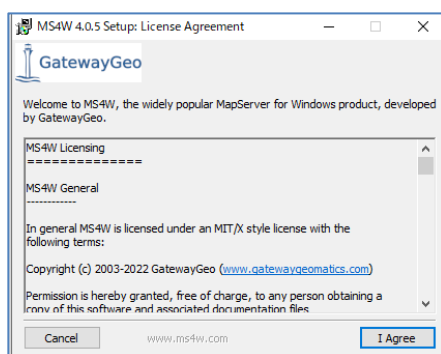 MS4W 4.0.5 Setup: License Agreement
GatewayGeo
Welcome to MS4W, the widely popular MapServer for Windows product, developed
by GatewayGeo.
MS4W Licensing
==============
MS4W General
------------
In general MS4W is licensed under an MIT/X style license with the
following terms:
Copyright (c) 2003-2022 GatewayGeo (www.gatewaygeomatics.com)
Permission is hereby granted, free of charge, to any person obtaining a
copy of this software and associated documentation files
Cancel
www.ms4w.com
I Agree